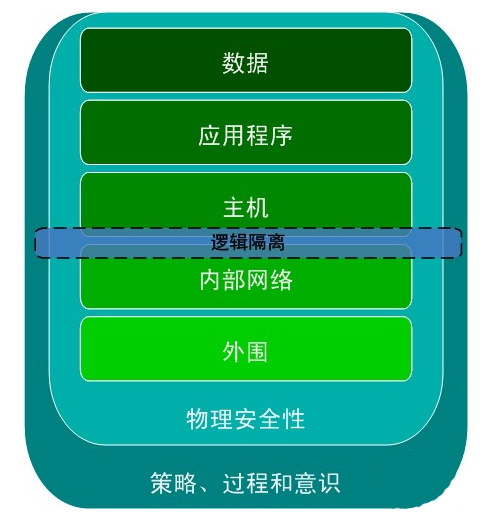 数据
应用程序
主机
逻辑隔离
内部网络
外围
物理安全性
策略、过程和意识